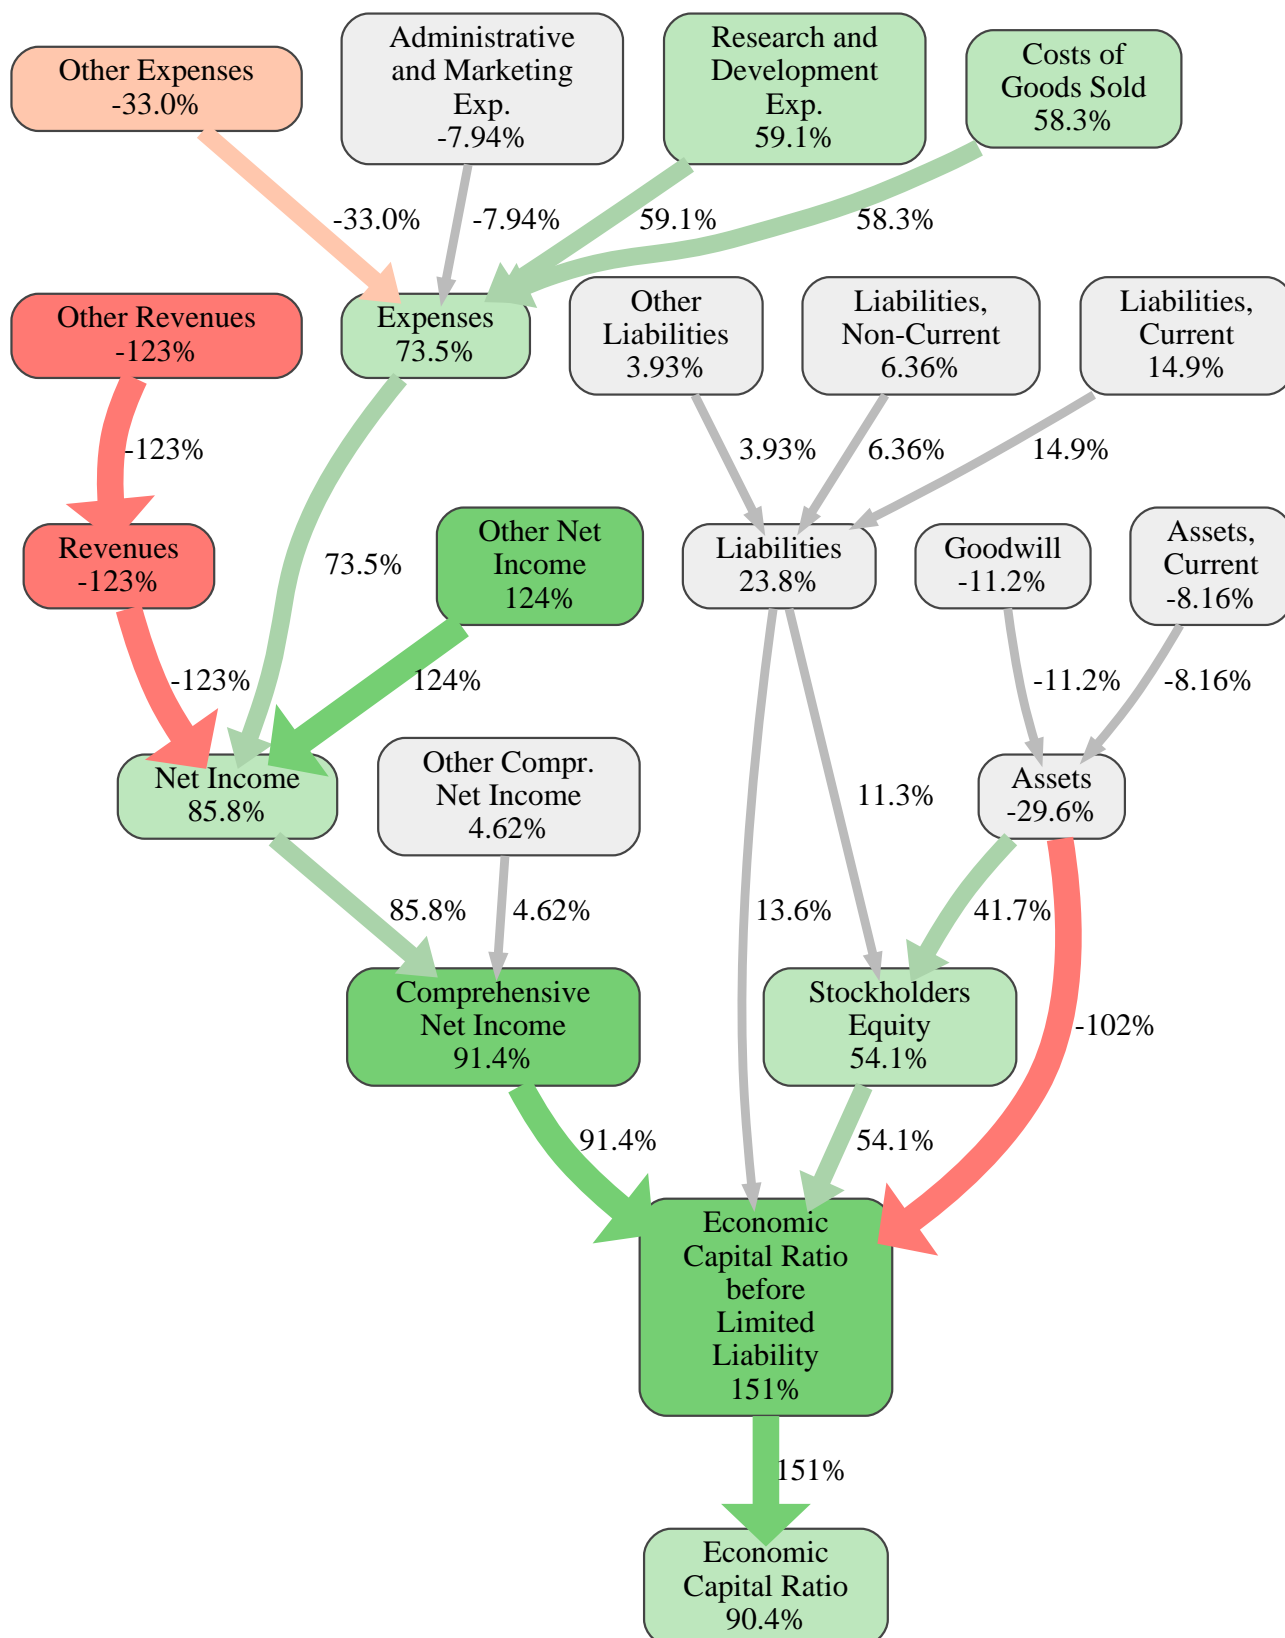 Other Expenses
-33.0%
Administrative
and Marketing
Exp.
-7.94%
Research and
Development
Exp.
59.1%
Costs of
Goods Sold
58.3%
-33.0%
-7.94%
59.1%
58.3%
Other Revenues
-123%
Expenses
73.5%
Other
Liabilities
3.93%
Liabilities,
Non-Current
6.36%
Liabilities,
Current
14.9%
-123%
3.93%
6.36%
14.9%
Revenues
-123%
73.5%
Other Net
Income
124%
Liabilities
23.8%
Goodwill
-11.2%
Assets,
Current
-8.16%
-123%
124%
-11.2%
-8.16%
Net Income
85.8%
Other Compr.
Net Income
4.62%
11.3%
Assets
-29.6%
85.8%
4.62%
13.6%
41.7%
Comprehensive
Net Income
91.4%
Stockholders
Equity
54.1%
-102%
91.4%
54.1%
Economic
Capital Ratio
before
Limited
Liability
151%
151%
Economic
Capital Ratio
90.4%